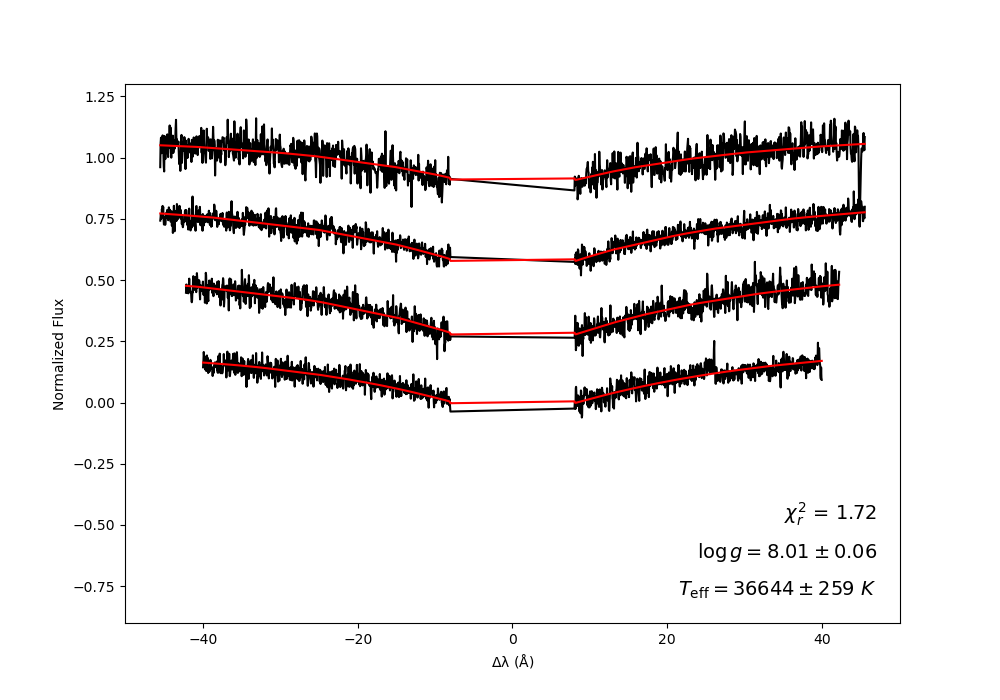 Normalized Flux
1.25
1.00
0.75
0.50
0.25
0.00
−0.25
−0.50
−0.75
−40
−20
0
20
40
Δλ (Å)
χ²ᵣ = 1.72
log g = 8.01 ± 0.06
T_eff = 36644 ± 259 K